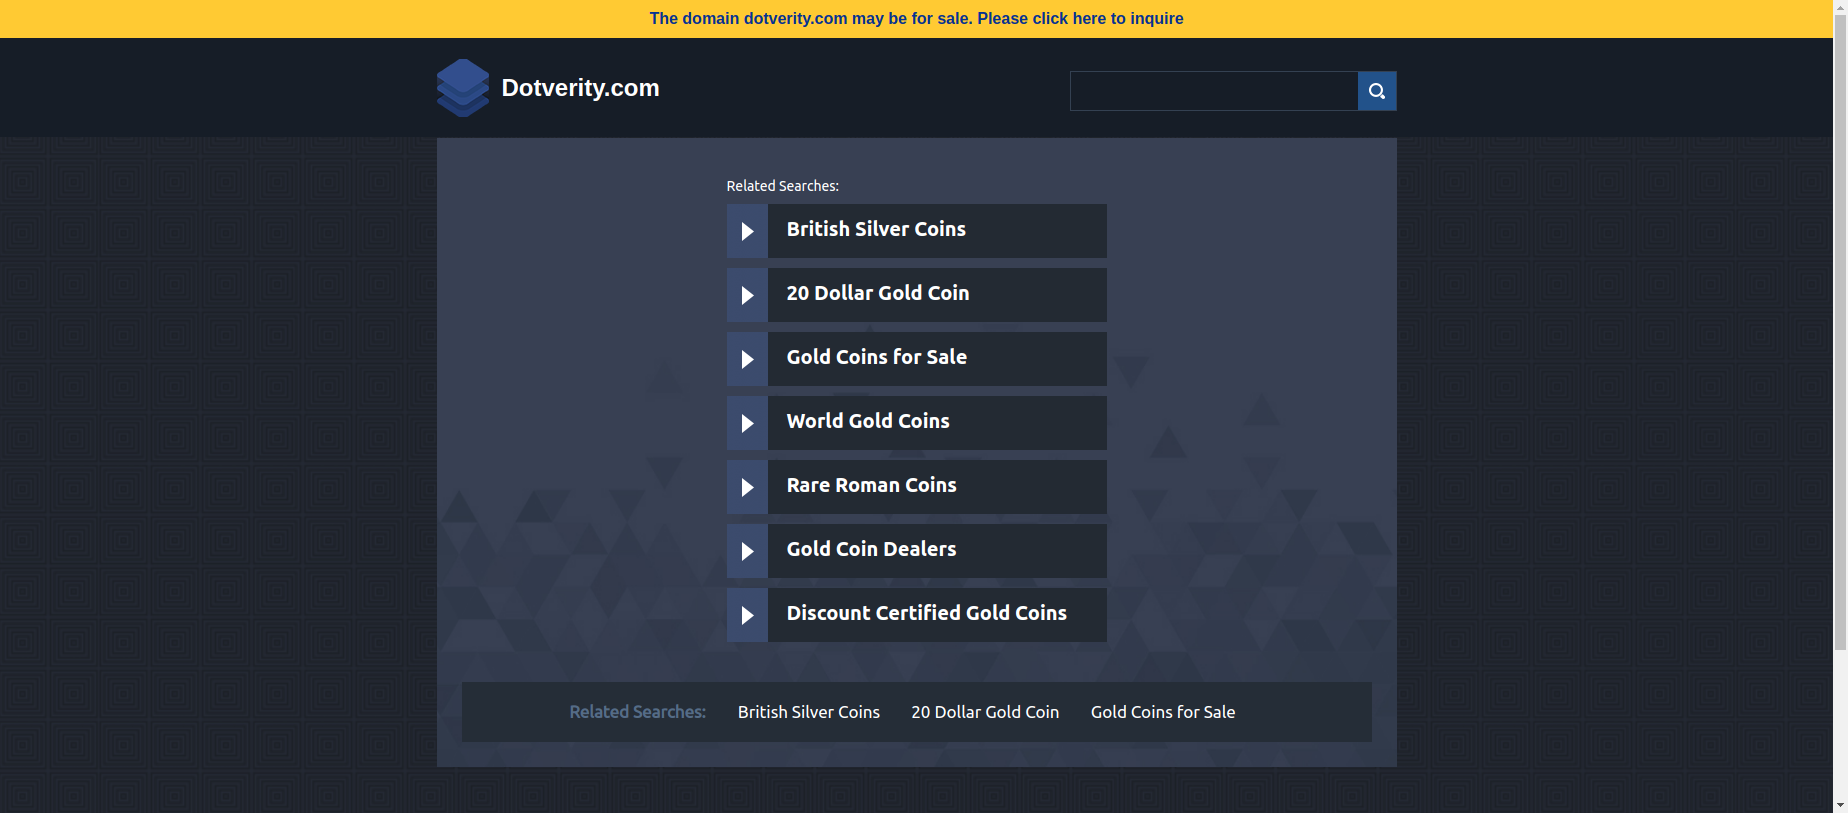 The domain dotverity.com may be for sale. Please click here to inquire
Dotverity.com
Related Searches:
British Silver Coins
20 Dollar Gold Coin
Gold Coins for Sale
World Gold Coins
Rare Roman Coins
Gold Coin Dealers
Discount Certified Gold Coins
Related Searches: British Silver Coins 20 Dollar Gold Coin Gold Coins for Sale